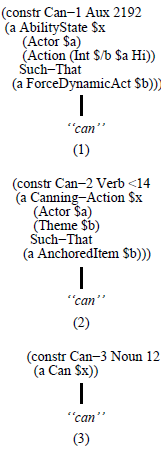 (constr Can−1 Aux 2192
(a AbilityState $x
(Actor $a)
(Action (Int $/b $a Hi))
Such−That
(a ForceDynamicAct $b)))
“can”
(1)
(constr Can−2 Verb <14
(a Canning−Action $x
(Actor $a)
(Theme $b)
Such−That
(a AnchoredItem $b)))
“can”
(2)
(constr Can−3 Noun 12
(a Can $x))
“can”
(3)